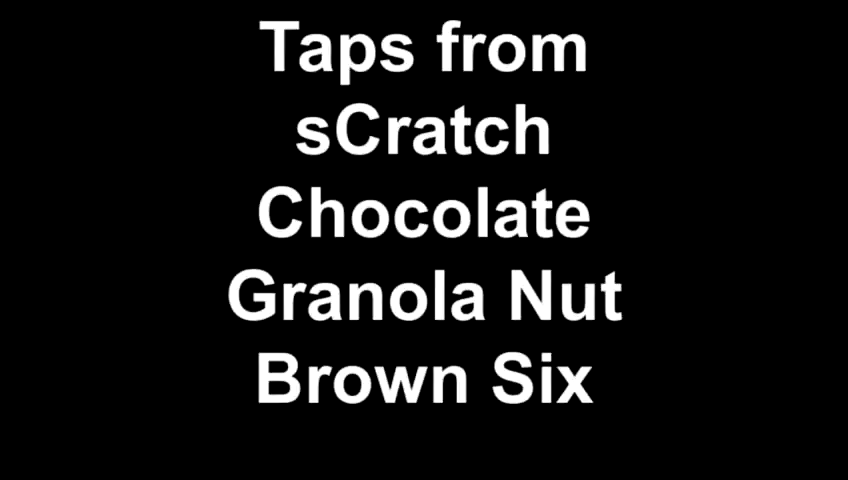 Taps from
sCratch
Chocolate
Granola Nut
Brown Six